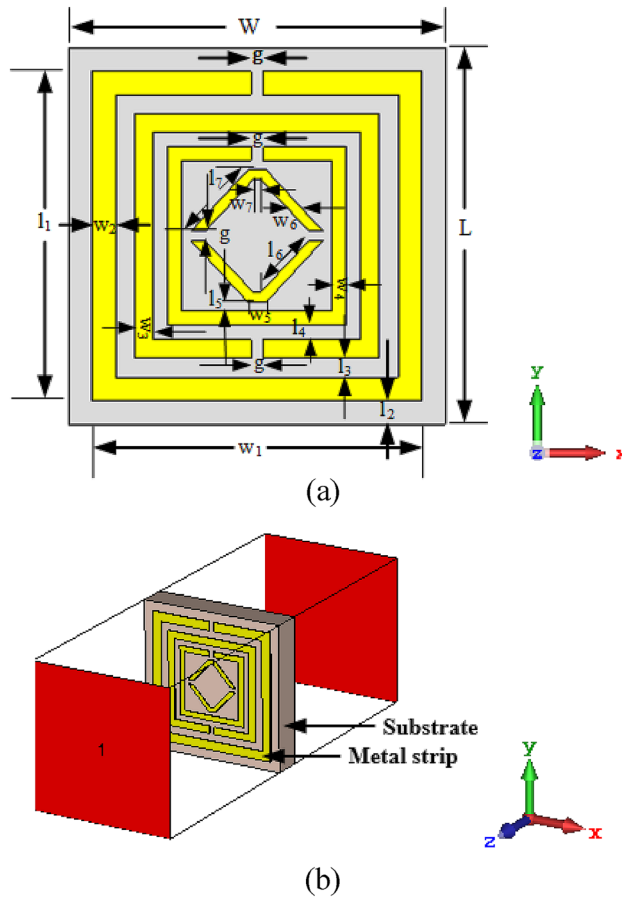 W
g
l₁
w₂
g
l₇
w₇
w₆
L
g
l₆
w₄
l₅
w₅
w₃
l₄
g
l₃
l₂
w₁
y
z
x
(a)
1
Substrate
Metal strip
y
x
z
(b)